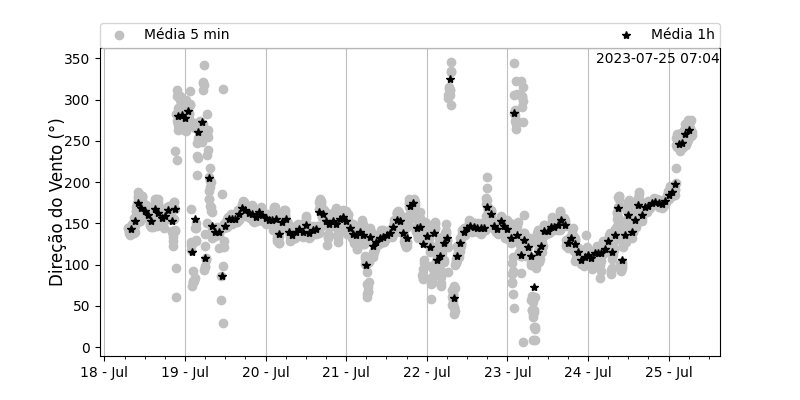 Média 5 min
Média 1h
2023-07-25 07:04
Direção do Vento (°)
350
300
250
200
150
100
50
0
18 - Jul
19 - Jul
20 - Jul
21 - Jul
22 - Jul
23 - Jul
24 - Jul
25 - Jul